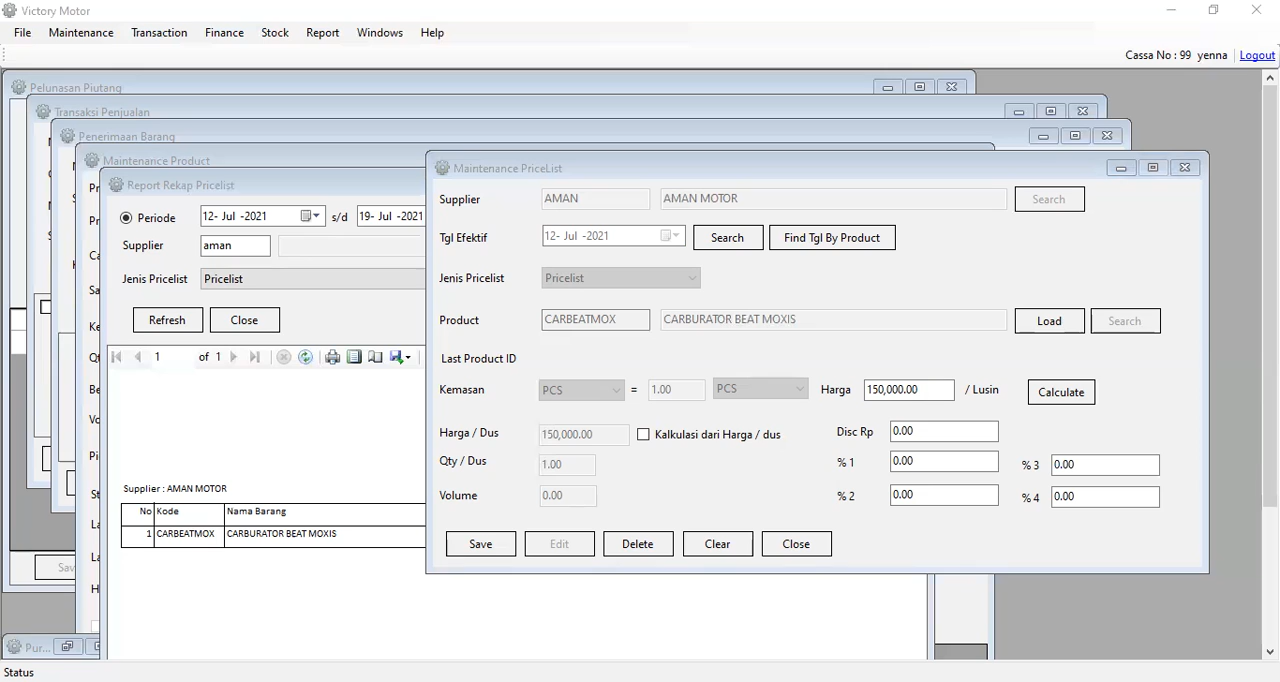 Victory Motor
File Maintenance Transaction Finance Stock Report Windows Help
Cassa No : 99 yenna Logout
Pelunasan Piutang
Transaksi Penjualan
Penerimaan Barang
Maintenance Product
Report Rekap Pricelist
Periode 12- Jul -2021 s/d 19- Jul -2021
Supplier aman
Jenis Pricelist Pricelist
Refresh Close
1 of 1
Supplier : AMAN MOTOR
No Kode Nama Barang
1 CARBEATMOX CARBURATOR BEAT MOXIS
Maintenance PriceList
Supplier AMAN AMAN MOTOR Search
Tgl Efektif 12- Jul -2021 Search Find Tgl By Product
Jenis Pricelist Pricelist
Product CARBEATMOX CARBURATOR BEAT MOXIS Load Search
Last Product ID
Kemasan PCS = 1.00 PCS Harga 150,000.00 / Lusin Calculate
Harga / Dus 150,000.00 Kalkulasi dari Harga / dus Disc Rp 0.00
Qty / Dus 1.00 % 1 0.00 % 3 0.00
Volume 0.00 % 2 0.00 % 4 0.00
Save Edit Delete Clear Close
Pur...
Status